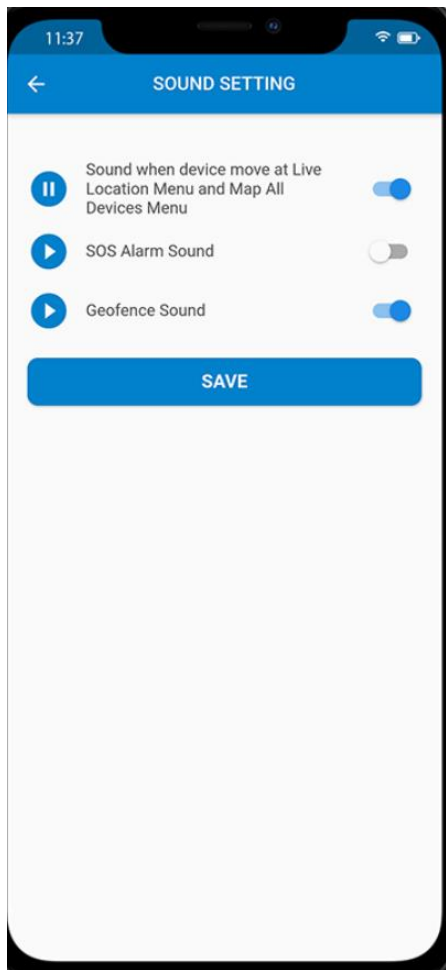 11:37
SOUND SETTING
Sound when device move at Live
Location Menu and Map All
Devices Menu
SOS Alarm Sound
Geofence Sound
SAVE